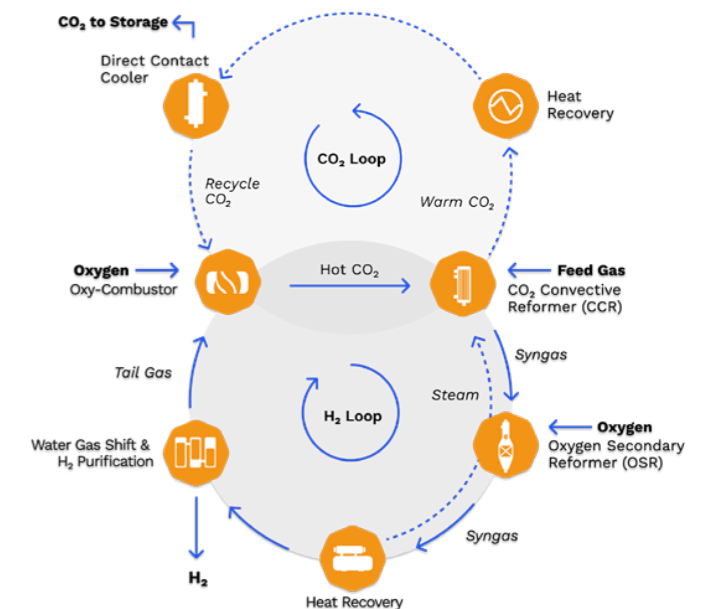 CO₂ to Storage
Direct Contact
Cooler
Heat
Recovery
CO₂ Loop
Recycle
CO₂
Warm CO₂
Oxygen
Oxy-Combustor
Hot CO₂
Feed Gas
CO₂ Convective
Reformer (CCR)
Syngas
Tail Gas
Steam
H₂ Loop
Oxygen
Oxygen Secondary
Reformer (OSR)
Water Gas Shift &
H₂ Purification
Syngas
H₂
Heat Recovery